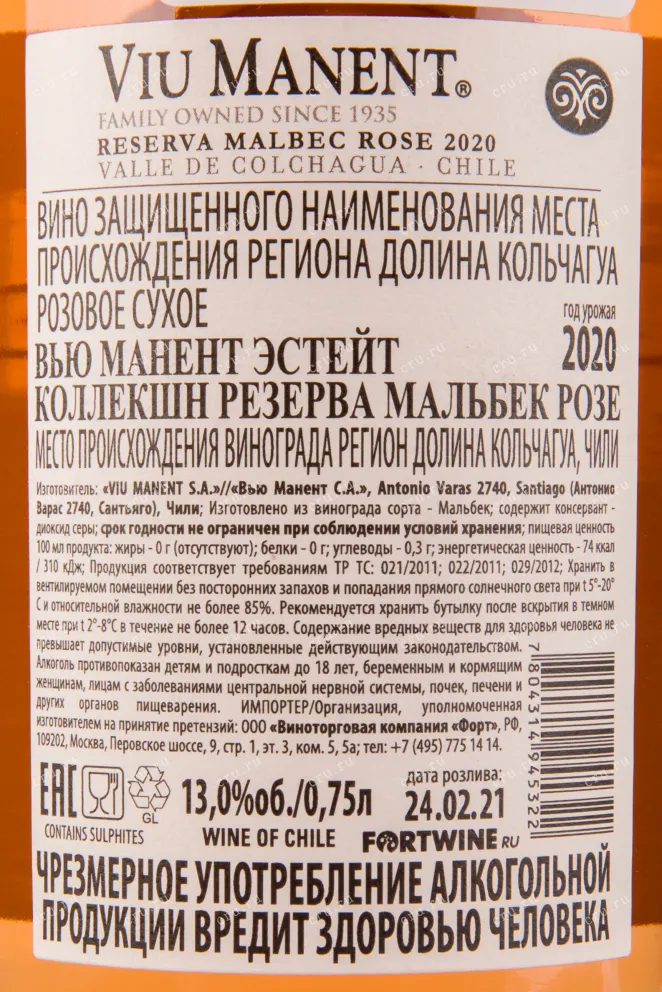 VIU MANENT®
FAMILY OWNED SINCE 1935
RESERVA MALBEC ROSE 2020
VALLE DE COLCHAGUA · CHILE
ВИНО ЗАЩИЩЕННОГО НАИМЕНОВАНИЯ МЕСТА
ПРОИСХОЖДЕНИЯ РЕГИОНА ДОЛИНА КОЛЬЧАГУА
РОЗОВОЕ СУХОЕ
год урожая
2020
ВЬЮ МАНЕНТ ЭСТЕЙТ
КОЛЛЕКШН РЕЗЕРВА МАЛЬБЕК РОЗЕ
МЕСТО ПРОИСХОЖДЕНИЯ ВИНОГРАДА РЕГИОН ДОЛИНА КОЛЬЧАГУА, ЧИЛИ
Изготовитель: «VIU MANENT S.A.»//«Вью Манент С.А.», Antonio Varas 2740, Santiago (Антонио
Варас 2740, Сантьяго), Чили; Изготовлено из винограда сорта - Мальбек; содержит консервант -
диоксид серы; срок годности не ограничен при соблюдении условий хранения; пищевая ценность
100 мл продукта: жиры - 0 г (отсутствуют); белки - 0 г; углеводы - 0,3 г; энергетическая ценность - 74 ккал
/ 310 кДж; Продукция соответствует требованиям ТР ТС: 021/2011; 022/2011; 029/2012; Хранить в
вентилируемом помещении без посторонних запахов и попадания прямого солнечного света при t 5°-20°
С и относительной влажности не более 85%. Рекомендуется хранить бутылку после вскрытия в темном
месте при t 2°-8°С в течение не более 12 часов. Содержание вредных веществ для здоровья человека не
превышает допустимые уровни, установленные действующим законодательством.
Алкоголь противопоказан детям и подросткам до 18 лет, беременным и кормящим
женщинам, лицам с заболеваниями центральной нервной системы, почек, печени и
других органов пищеварения. ИМПОРТЕР/Организация, уполномоченная
изготовителем на принятие претензий: ООО «Виноторговая компания «Форт», РФ,
109202, Москва, Перовское шоссе, 9, стр. 1, эт. 3, ком. 5, 5а; тел: +7 (495) 775 14 14.
7 804314 945322
EAC
GL
CONTAINS SULPHITES
13,0%об./0,75л
WINE OF CHILE
дата розлива:
24.02.21
FORTWINE RU
ЧРЕЗМЕРНОЕ УПОТРЕБЛЕНИЕ АЛКОГОЛЬНОЙ
ПРОДУКЦИИ ВРЕДИТ ЗДОРОВЬЮ ЧЕЛОВЕКА
cru.ru